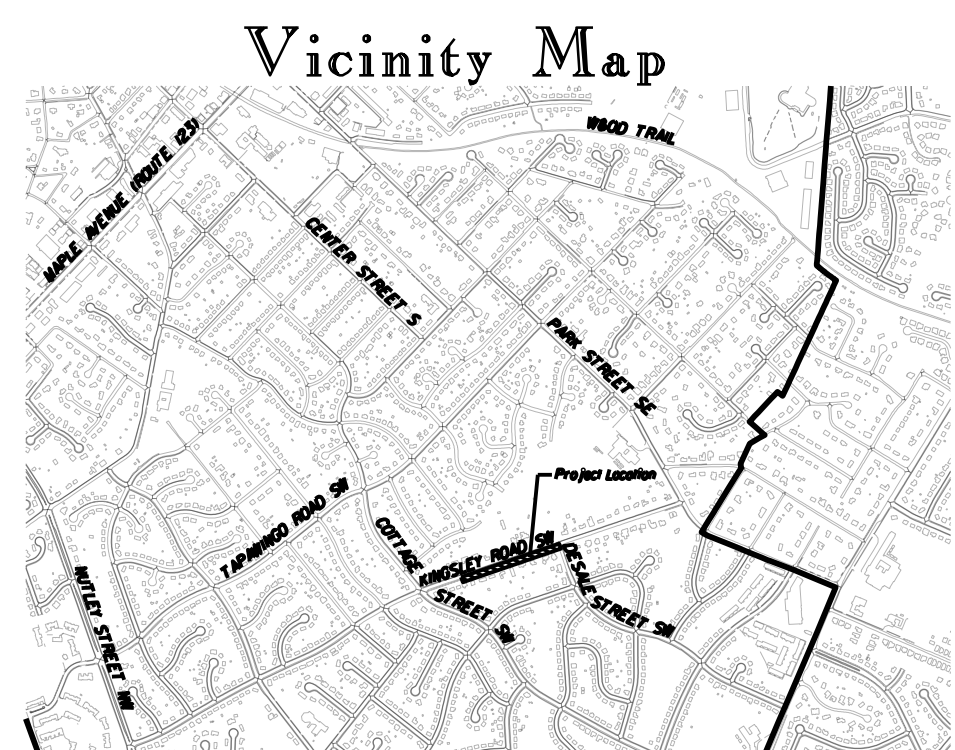 Vicinity Map
W&OD TRAIL
MAPLE AVENUE (ROUTE 123)
CENTER STREET S
PARK STREET SE
Project Location
TAPAWINGO ROAD SW
COTTAGE
STREET SW
KINGSLEY ROAD SW
DESALE STREET SW
NUTLEY STREET NW